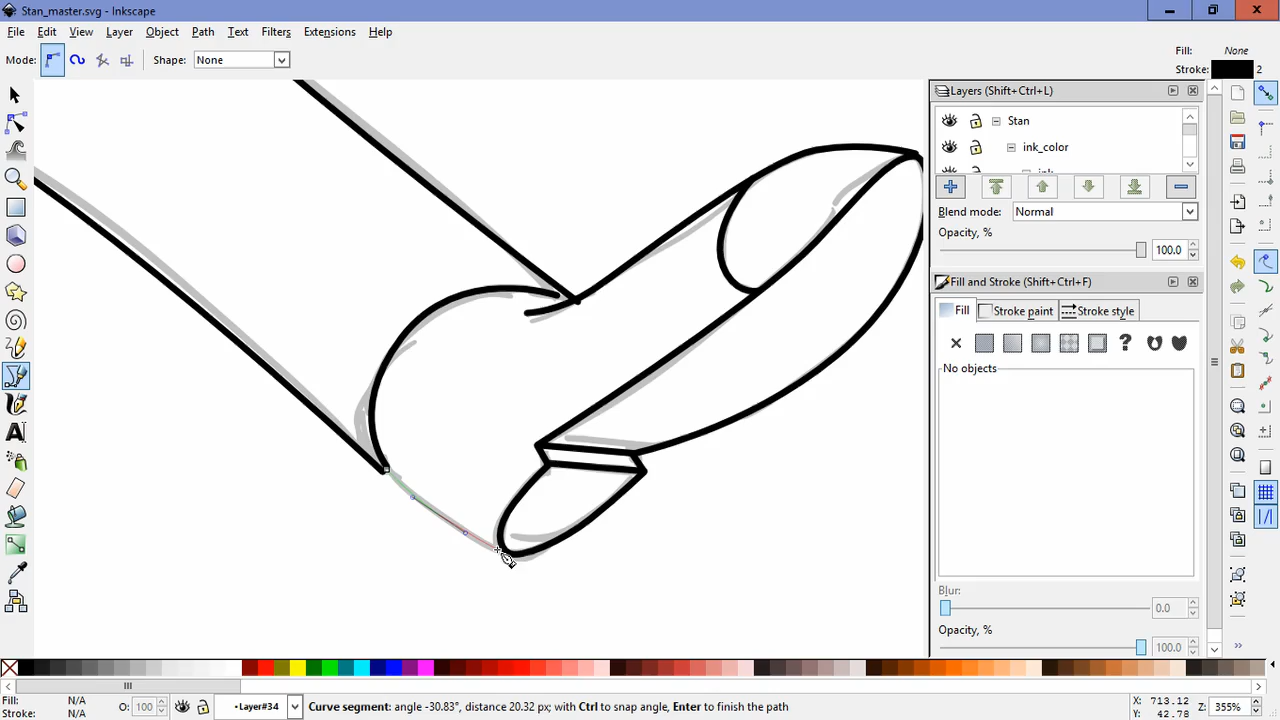 Stan_master.svg - Inkscape
File Edit View Layer Object Path Text Filters Extensions Help
Mode: Shape: None
Fill: None
Stroke: 2
Layers (Shift+Ctrl+L)
Stan
ink_color
Blend mode: Normal
Opacity, %
100.0
Fill and Stroke (Shift+Ctrl+F)
Fill Stroke paint Stroke style
No objects
Blur:
0.0
Opacity, %
100.0
Fill: N/A
Stroke: N/A
O: 100
•Layer#34
Curve segment: angle -30.83°, distance 20.32 px; with Ctrl to snap angle, Enter to finish the path
X: 713.12
Y: 42.78
Z: 355%